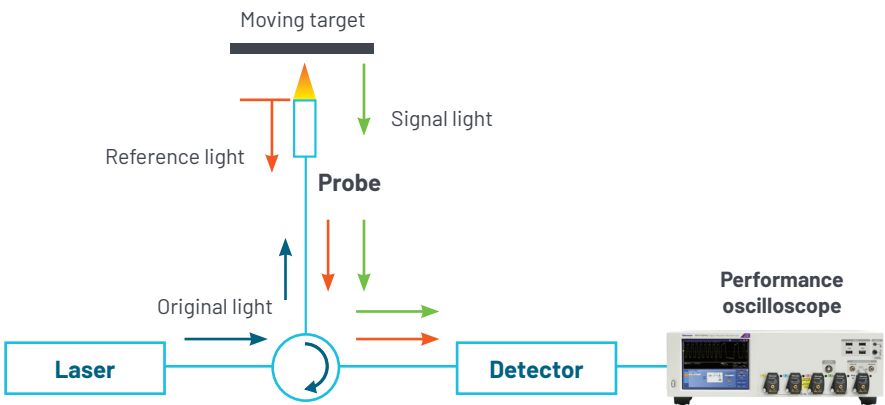 Moving target
Signal light
Reference light
Probe
Original light
Performance
oscilloscope
Laser
Detector